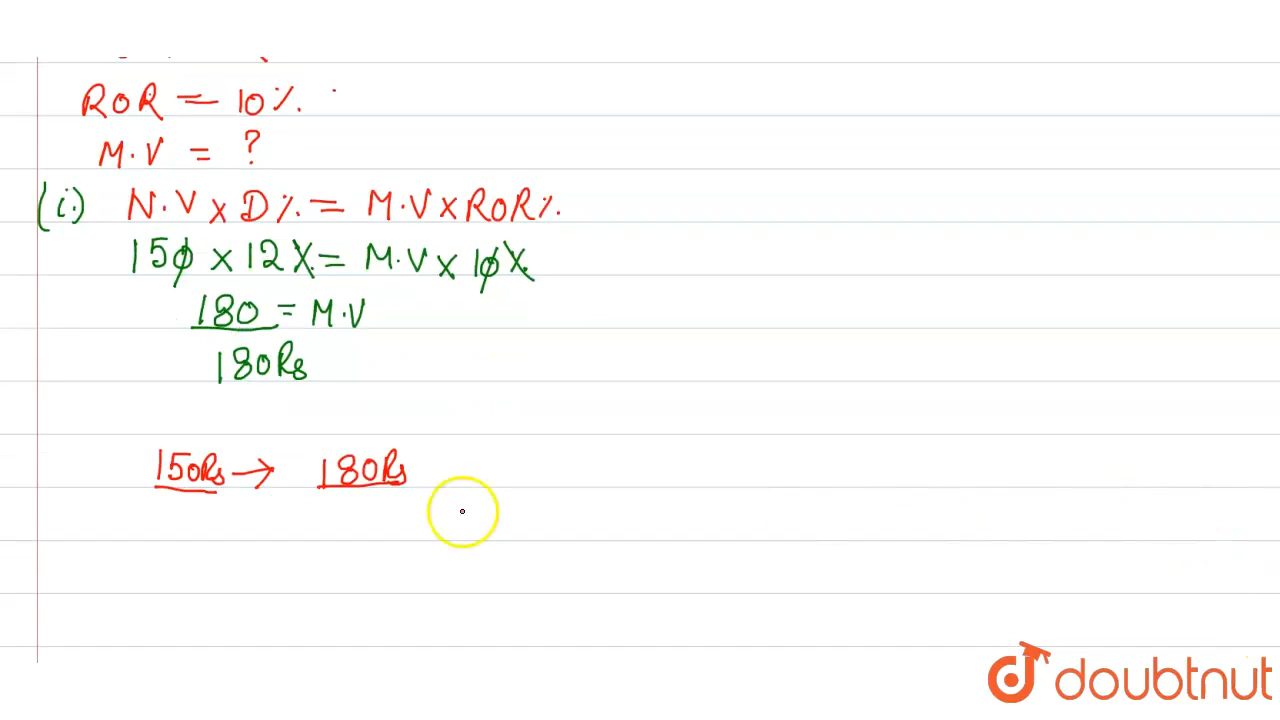 ROR = 10%.
M.V = ?
(i.) N.V x D%. = M.V x ROR%.
150 x 12%. = M.V x 10%.
180 = M.V
180Rs
150Rs → 180Rs
doubtnut